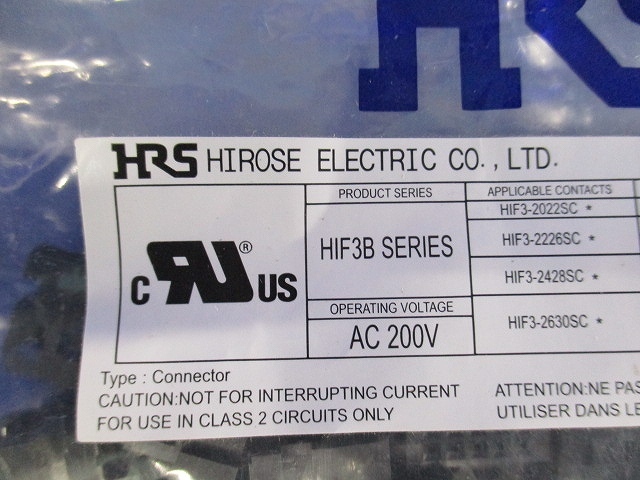 HRS
HRS HIROSE ELECTRIC CO., LTD.
PRODUCT SERIES
APPLICABLE CONTACTS
HIF3B SERIES
HIF3-2022SC *
HIF3-2226SC *
HIF3-2428SC *
HIF3-2630SC *
C RU ® US
OPERATING VOLTAGE
AC 200V
Type : Connector
CAUTION:NOT FOR INTERRUPTING CURRENT
FOR USE IN CLASS 2 CIRCUITS ONLY
ATTENTION:NE PAS
UTILISER DANS